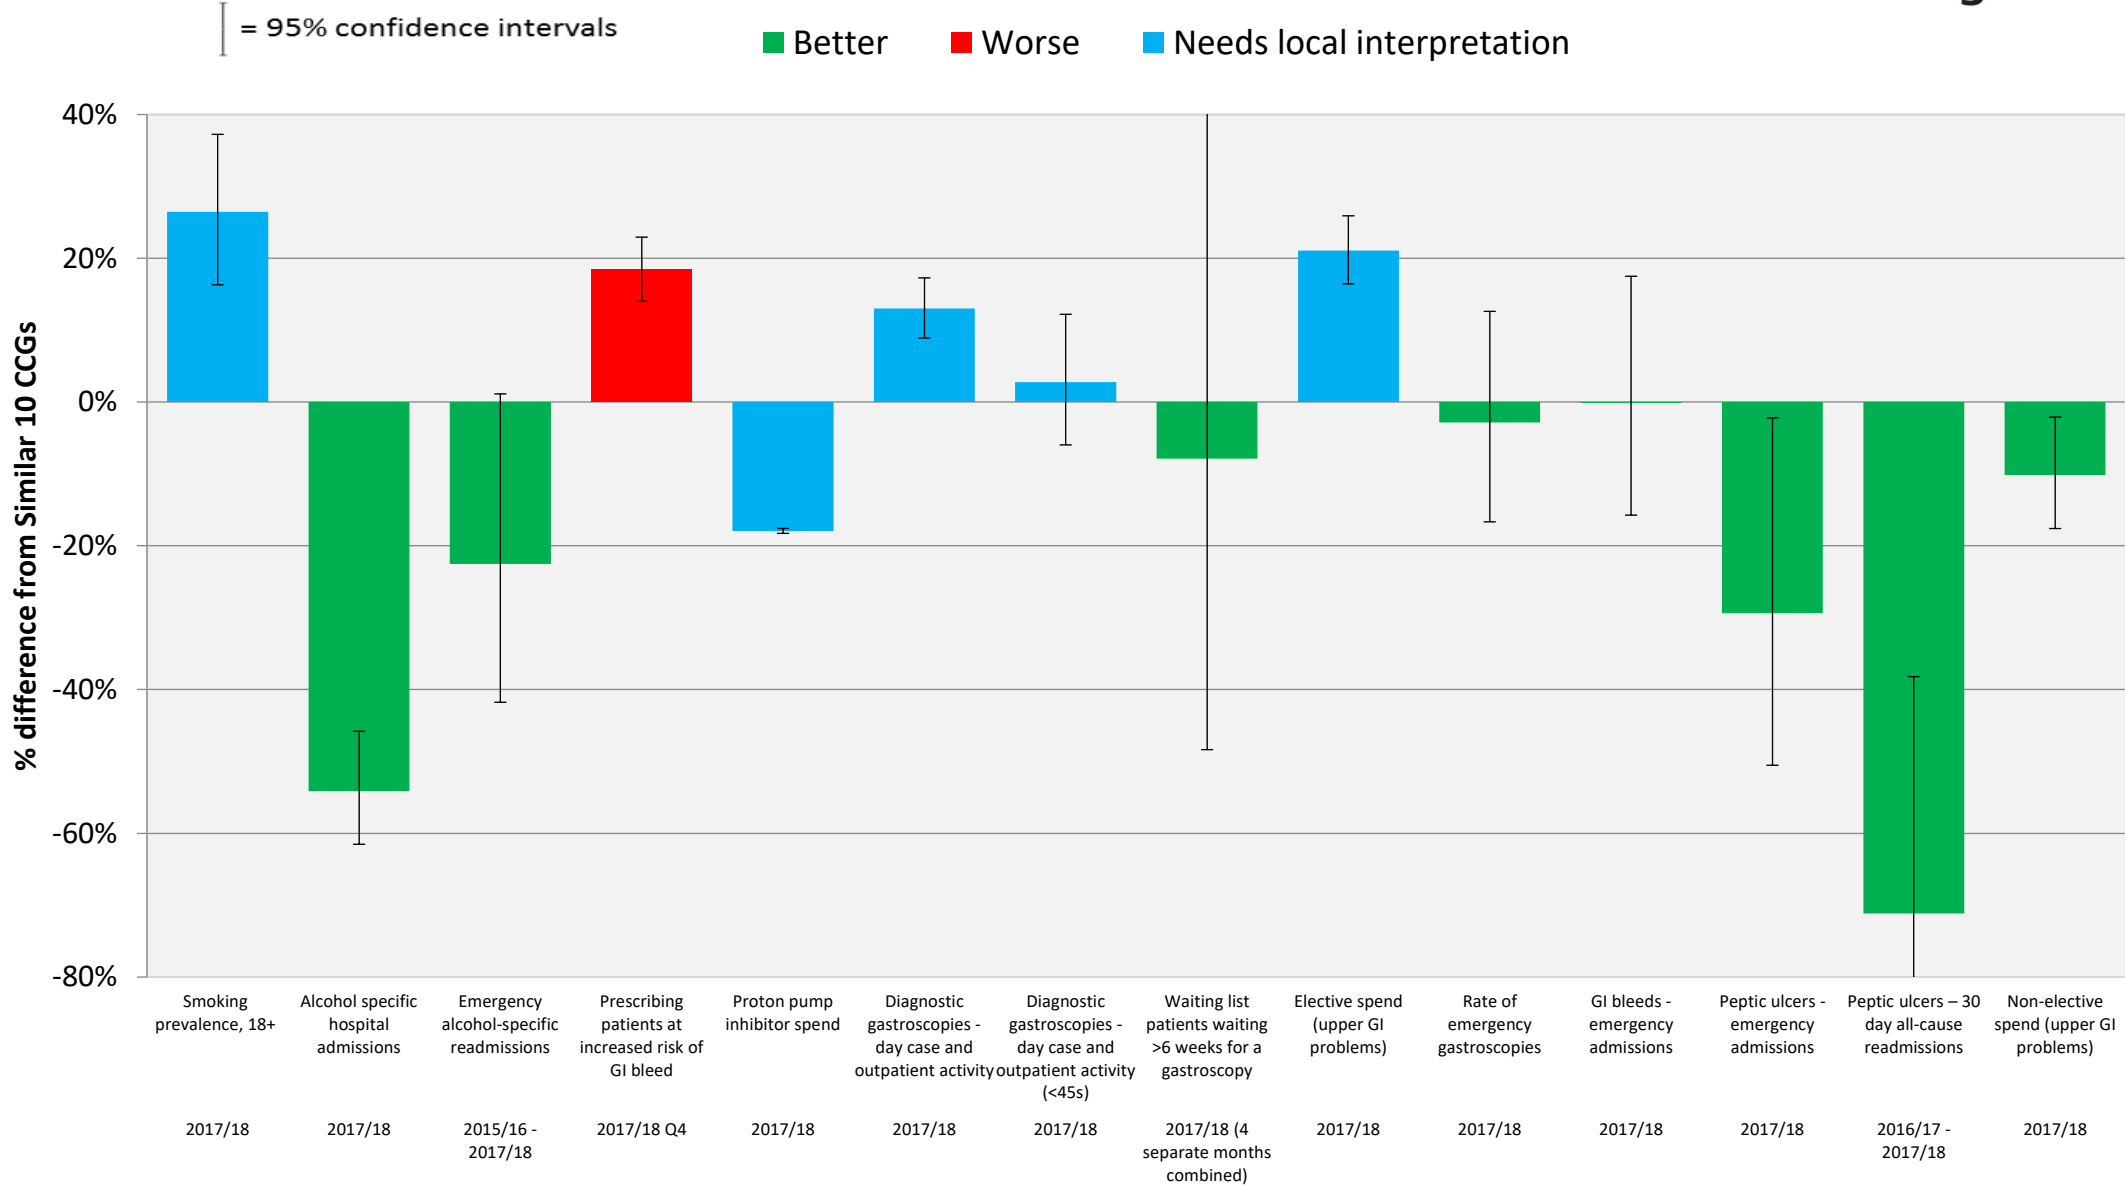 = 95% confidence intervals
Better
Worse
Needs local interpretation
% difference from Similar 10 CCGs
40%
20%
0%
-20%
-40%
-60%
-80%
Smoking
prevalence, 18+
2017/18
Alcohol specific
hospital
admissions
2017/18
Emergency
alcohol-specific
readmissions
2015/16 -
2017/18
Prescribing
patients at
increased risk of
GI bleed
2017/18 Q4
Proton pump
inhibitor spend
2017/18
Diagnostic
gastroscopies -
day case and
outpatient activity
2017/18
Diagnostic
gastroscopies -
day case and
outpatient activity
(<45s)
2017/18
Waiting list
patients waiting
>6 weeks for a
gastroscopy
2017/18 (4
separate months
combined)
Elective spend
(upper GI
problems)
2017/18
Rate of
emergency
gastroscopies
2017/18
GI bleeds -
emergency
admissions
2017/18
Peptic ulcers -
emergency
admissions
2017/18
Peptic ulcers – 30
day all-cause
readmissions
2016/17 -
2017/18
Non-elective
spend (upper GI
problems)
2017/18